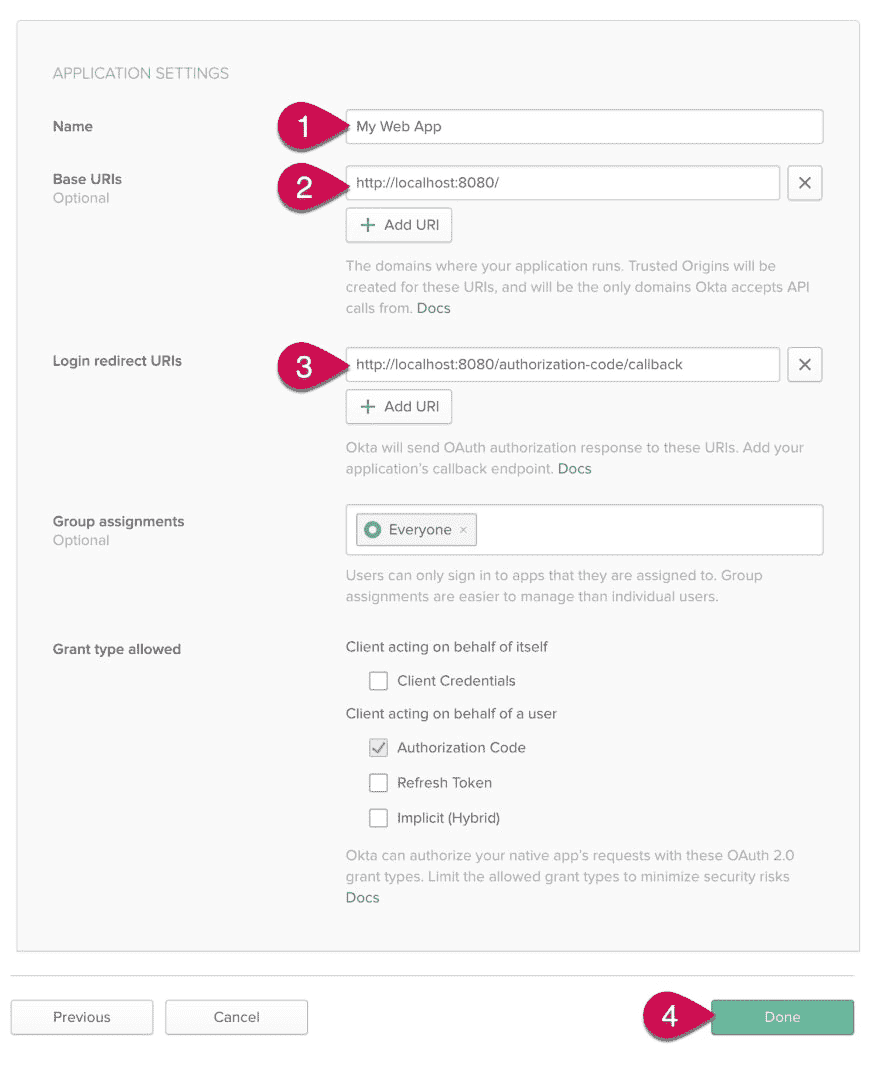 APPLICATION SETTINGS
Name
1
My Web App
Base URIs
Optional
2
http://localhost:8080/
+ Add URI
The domains where your application runs. Trusted Origins will be
created for these URIs, and will be the only domains Okta accepts API
calls from. Docs
Login redirect URIs
3
http://localhost:8080/authorization-code/callback
+ Add URI
Okta will send OAuth authorization response to these URIs. Add your
application's callback endpoint. Docs
Group assignments
Optional
Everyone ×
Users can only sign in to apps that they are assigned to. Group
assignments are easier to manage than individual users.
Grant type allowed
Client acting on behalf of itself
Client Credentials
Client acting on behalf of a user
Authorization Code
Refresh Token
Implicit (Hybrid)
Okta can authorize your native app's requests with these OAuth 2.0
grant types. Limit the allowed grant types to minimize security risks
Docs
Previous
Cancel
4
Done